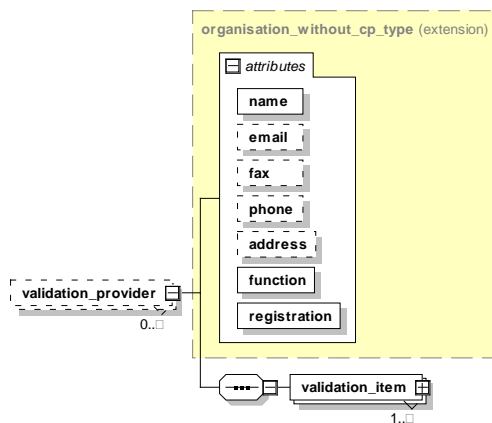 organisation_without_cp_type (extension)
attributes
name
email
fax
phone
address
function
registration
validation_provider
0..□
validation_item
1..□